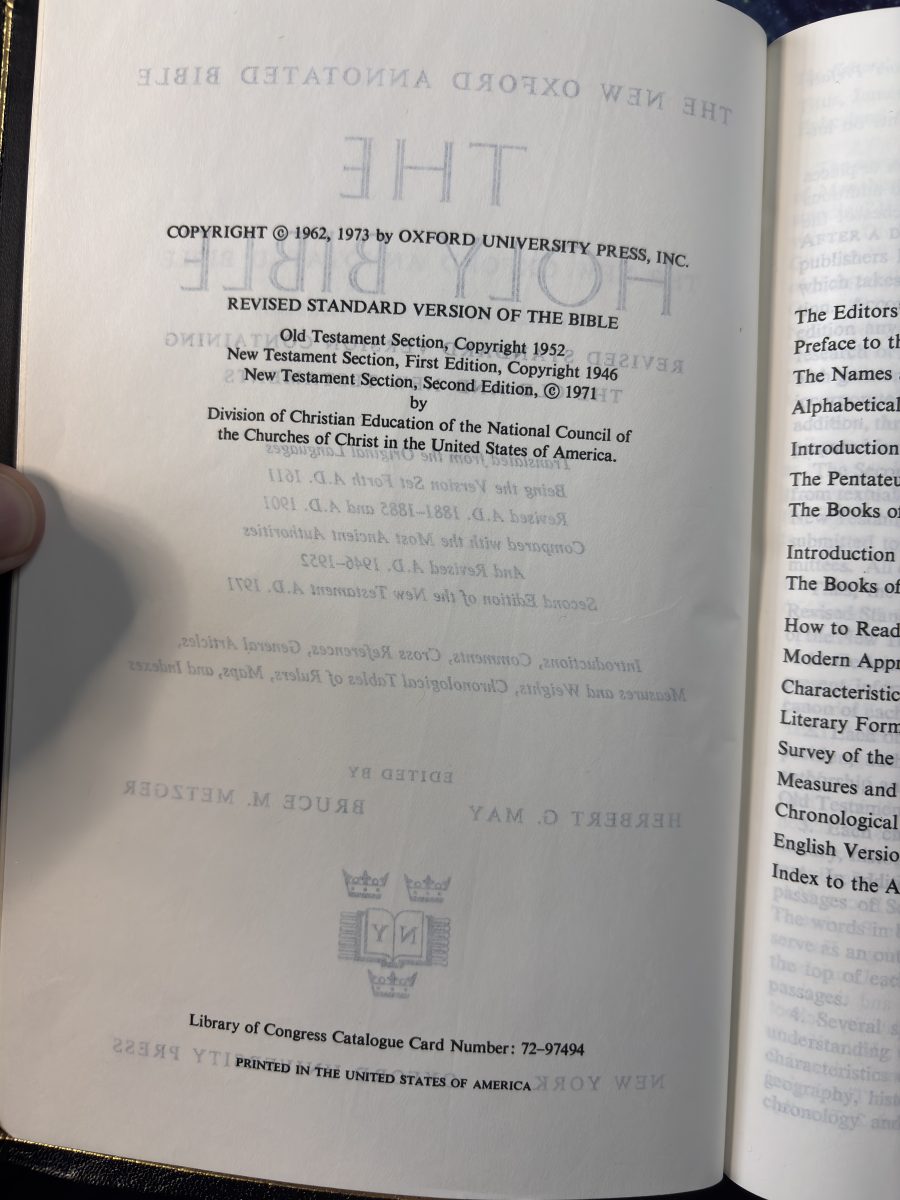 COPYRIGHT © 1962, 1973 by OXFORD UNIVERSITY PRESS, INC.
REVISED STANDARD VERSION OF THE BIBLE
Old Testament Section, Copyright 1952
New Testament Section, First Edition, Copyright 1946
New Testament Section, Second Edition, © 1971
by
Division of Christian Education of the National Council of
the Churches of Christ in the United States of America.
Library of Congress Catalogue Card Number: 72-97494
PRINTED IN THE UNITED STATES OF AMERICA
The Editors'
Preface to th
The Names
Alphabetical
Introduction
The Pentateu
The Books of
Introduction
The Books of
How to Read
Modern Appr
Characteristic
Literary Form
Survey of the
Measures and
Chronological
English Versio
Index to the A